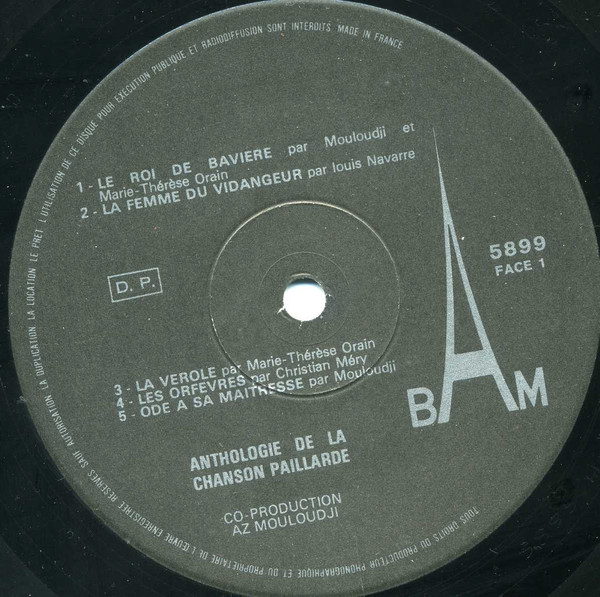 TOUS DROITS DU PRODUCTEUR PHONOGRAPHIQUE ET DU PROPRIETAIRE DE L'ŒUVRE ENREGISTREE RESERVES SAUF AUTORISATION LA DUPLICATION LA LOCATION LE PRET L'UTILISATION DE CE DISQUE POUR EXECUTION PUBLIQUE ET RADIODIFFUSION SONT INTERDITS MADE IN FRANCE
1 - LE ROI DE BAVIERE par Mouloudji et
Marie-Thérèse Orain
2 - LA FEMME DU VIDANGEUR par louis Navarre
5899
FACE 1
D. P.
3 - LA VEROLE par Marie-Thérèse Orain
4 - LES ORFEVRES par Christian Méry
5 - ODE A SA MAITRESSE par Mouloudji
BAM
ANTHOLOGIE DE LA
CHANSON PAILLARDE
CO-PRODUCTION
AZ MOULOUDJI